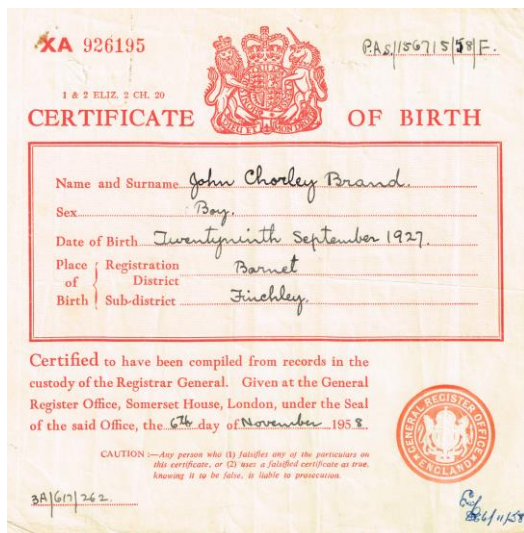 XA 926195
P.A.S/156715/58/F.
1 & 2 ELIZ. 2 CH. 20
CERTIFICATE OF BIRTH
Name and Surname John Chorley Brand.
Sex Boy.
Date of Birth Twentyninth September 1927.
Place of Birth { Registration District Barnet
Sub-district Finchley.
Certified to have been compiled from records in the
custody of the Registrar General. Given at the General
Register Office, Somerset House, London, under the Seal
of the said Office, the 6th day of November 1958.
CAUTION :—Any person who (1) falsifies any of the particulars on
this certificate, or (2) uses a falsified certificate as true,
knowing it to be false, is liable to prosecution.
GENERAL REGISTER OFFICE
ENGLAND
3A/617/262.
6/11/58